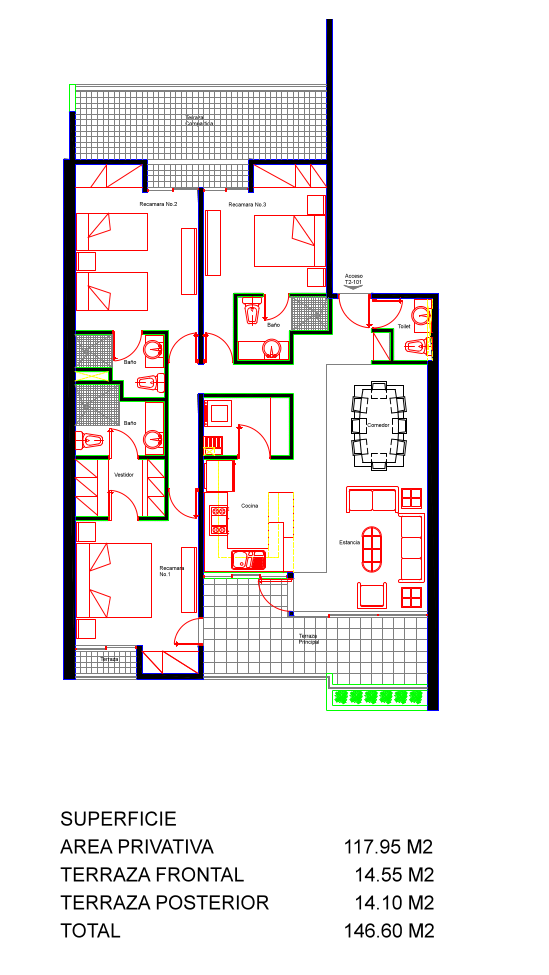 Terraza
Compartida
Recamara No.2
Recamara No.3
Acceso
T2-101
Toilet
Baño
Baño
Comedor
Baño
Vestidor
Cocina
Estancia
Recamara
No.1
Terraza
Principal
Terraza
SUPERFICIE
AREA PRIVATIVA 117.95 M2
TERRAZA FRONTAL 14.55 M2
TERRAZA POSTERIOR 14.10 M2
TOTAL 146.60 M2